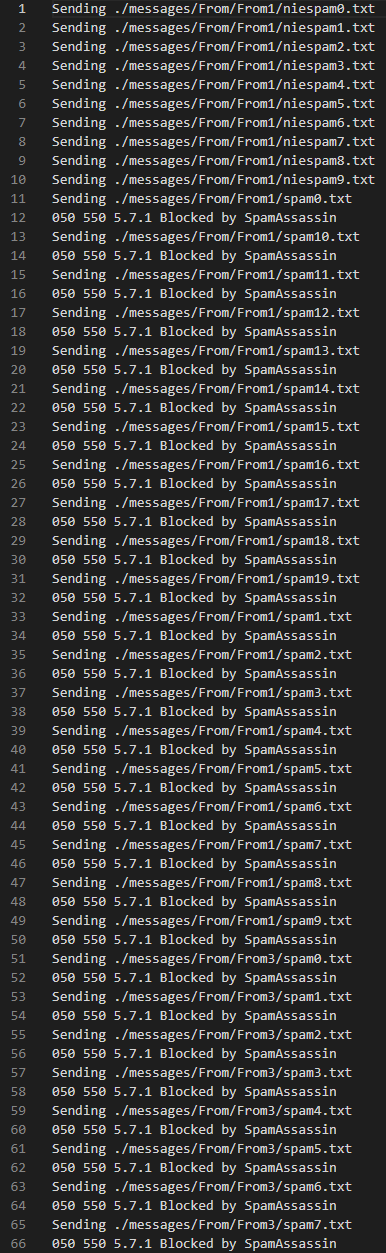 1 Sending ./messages/From/From1/niespam0.txt
2 Sending ./messages/From/From1/niespam1.txt
3 Sending ./messages/From/From1/niespam2.txt
4 Sending ./messages/From/From1/niespam3.txt
5 Sending ./messages/From/From1/niespam4.txt
6 Sending ./messages/From/From1/niespam5.txt
7 Sending ./messages/From/From1/niespam6.txt
8 Sending ./messages/From/From1/niespam7.txt
9 Sending ./messages/From/From1/niespam8.txt
10 Sending ./messages/From/From1/niespam9.txt
11 Sending ./messages/From/From1/spam0.txt
12 050 550 5.7.1 Blocked by SpamAssassin
13 Sending ./messages/From/From1/spam10.txt
14 050 550 5.7.1 Blocked by SpamAssassin
15 Sending ./messages/From/From1/spam11.txt
16 050 550 5.7.1 Blocked by SpamAssassin
17 Sending ./messages/From/From1/spam12.txt
18 050 550 5.7.1 Blocked by SpamAssassin
19 Sending ./messages/From/From1/spam13.txt
20 050 550 5.7.1 Blocked by SpamAssassin
21 Sending ./messages/From/From1/spam14.txt
22 050 550 5.7.1 Blocked by SpamAssassin
23 Sending ./messages/From/From1/spam15.txt
24 050 550 5.7.1 Blocked by SpamAssassin
25 Sending ./messages/From/From1/spam16.txt
26 050 550 5.7.1 Blocked by SpamAssassin
27 Sending ./messages/From/From1/spam17.txt
28 050 550 5.7.1 Blocked by SpamAssassin
29 Sending ./messages/From/From1/spam18.txt
30 050 550 5.7.1 Blocked by SpamAssassin
31 Sending ./messages/From/From1/spam19.txt
32 050 550 5.7.1 Blocked by SpamAssassin
33 Sending ./messages/From/From1/spam1.txt
34 050 550 5.7.1 Blocked by SpamAssassin
35 Sending ./messages/From/From1/spam2.txt
36 050 550 5.7.1 Blocked by SpamAssassin
37 Sending ./messages/From/From1/spam3.txt
38 050 550 5.7.1 Blocked by SpamAssassin
39 Sending ./messages/From/From1/spam4.txt
40 050 550 5.7.1 Blocked by SpamAssassin
41 Sending ./messages/From/From1/spam5.txt
42 050 550 5.7.1 Blocked by SpamAssassin
43 Sending ./messages/From/From1/spam6.txt
44 050 550 5.7.1 Blocked by SpamAssassin
45 Sending ./messages/From/From1/spam7.txt
46 050 550 5.7.1 Blocked by SpamAssassin
47 Sending ./messages/From/From1/spam8.txt
48 050 550 5.7.1 Blocked by SpamAssassin
49 Sending ./messages/From/From1/spam9.txt
50 050 550 5.7.1 Blocked by SpamAssassin
51 Sending ./messages/From/From3/spam0.txt
52 050 550 5.7.1 Blocked by SpamAssassin
53 Sending ./messages/From/From3/spam1.txt
54 050 550 5.7.1 Blocked by SpamAssassin
55 Sending ./messages/From/From3/spam2.txt
56 050 550 5.7.1 Blocked by SpamAssassin
57 Sending ./messages/From/From3/spam3.txt
58 050 550 5.7.1 Blocked by SpamAssassin
59 Sending ./messages/From/From3/spam4.txt
60 050 550 5.7.1 Blocked by SpamAssassin
61 Sending ./messages/From/From3/spam5.txt
62 050 550 5.7.1 Blocked by SpamAssassin
63 Sending ./messages/From/From3/spam6.txt
64 050 550 5.7.1 Blocked by SpamAssassin
65 Sending ./messages/From/From3/spam7.txt
66 050 550 5.7.1 Blocked by SpamAssassin